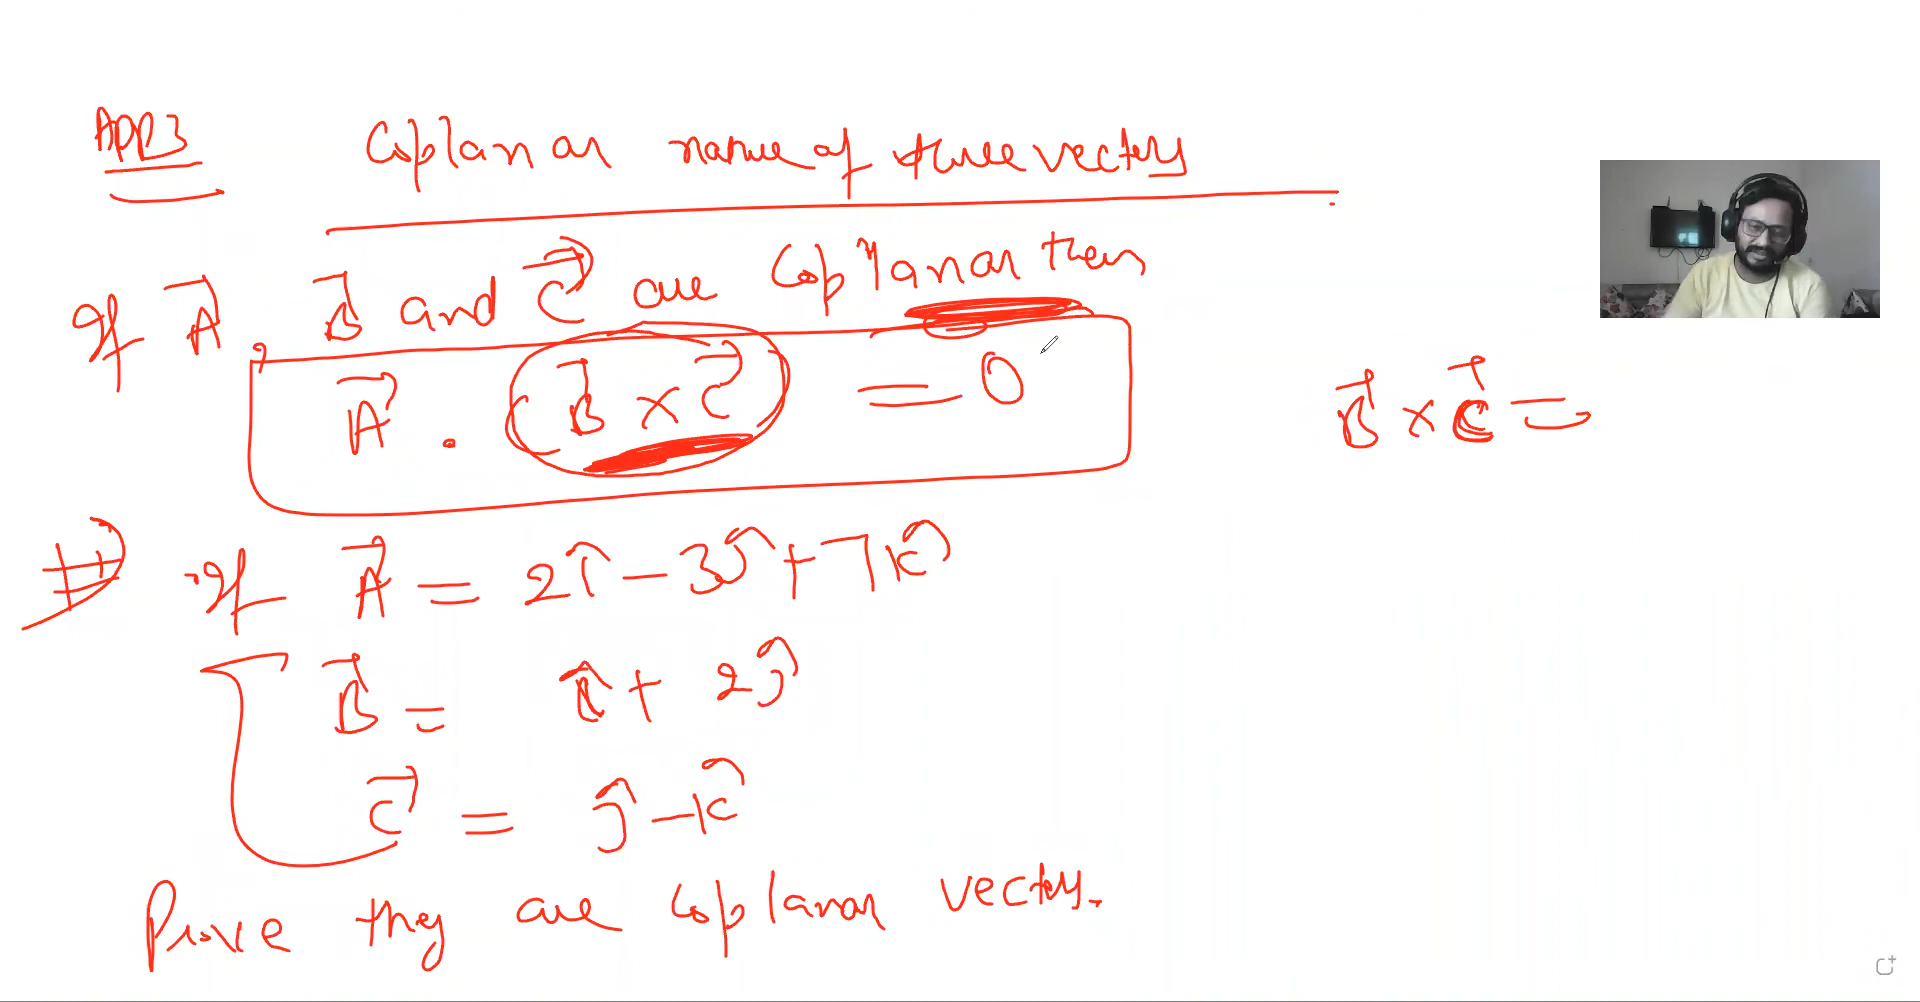 APP3 Coplanar nature of three vectors
If A⃗, B⃗ and C⃗ are Coplanar then
A⃗ . (B⃗ × C⃗) = 0
B⃗ × C⃗ =
# If A⃗ = 2î − 3ĵ + 7k̂
B⃗ = î + 2ĵ
C⃗ = ĵ − k̂
Prove they are Coplanar vectors.